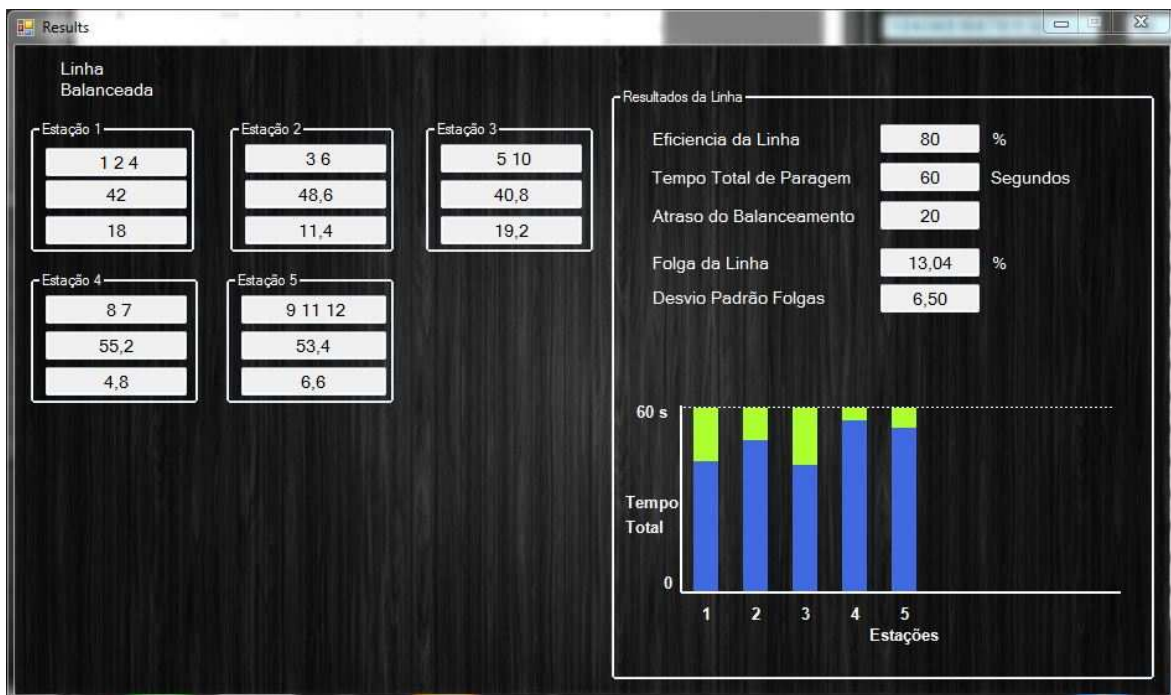 Results
Linha
Balanceada
Estação 1
1 2 4
42
18
Estação 2
3 6
48,6
11,4
Estação 3
5 10
40,8
19,2
Estação 4
8 7
55,2
4,8
Estação 5
9 11 12
53,4
6,6
Resultados da Linha
Eficiencia da Linha 80 %
Tempo Total de Paragem 60 Segundos
Atraso do Balanceamento 20
Folga da Linha 13,04 %
Desvio Padrão Folgas 6,50
60 s
Tempo
Total
0
1 2 3 4 5
Estações